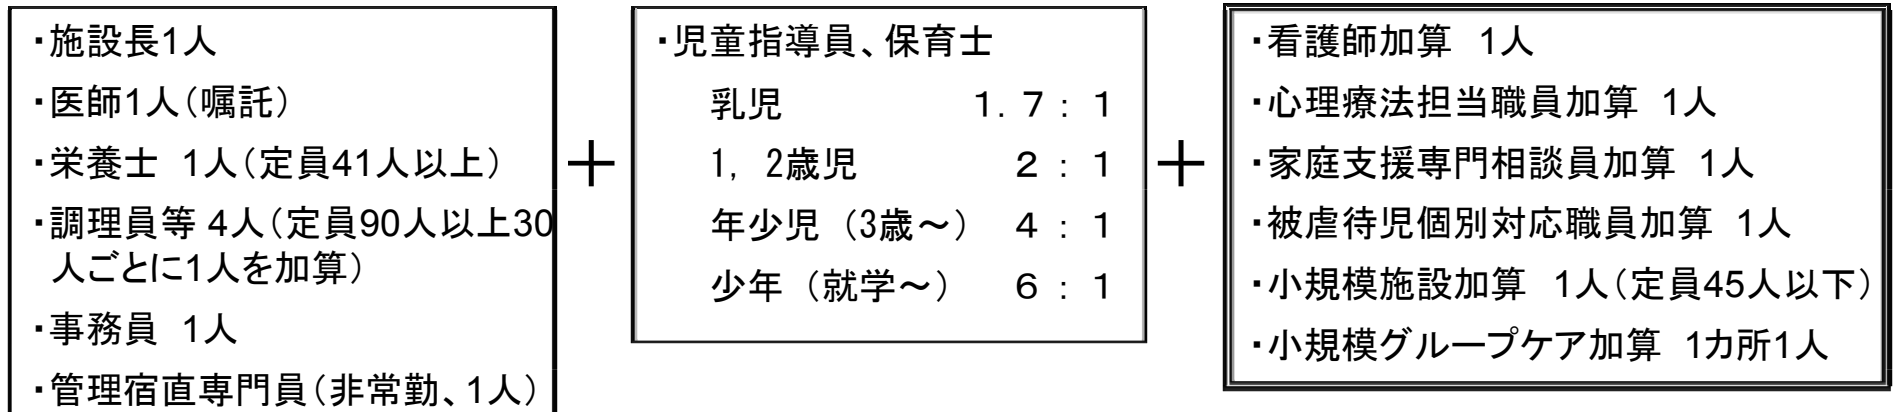 ・施設長1人
・医師1人（嘱託）
・栄養士 1人（定員41人以上）
・調理員等 4人（定員90人以上30
人ごとに1人を加算）
・事務員 1人
・管理宿直専門員（非常勤、1人）
＋
・児童指導員、保育士
乳児 1．7：1
1，2歳児 2：1
年少児（3歳～） 4：1
少年（就学～） 6：1
＋
・看護師加算 1人
・心理療法担当職員加算 1人
・家庭支援専門相談員加算 1人
・被虐待児個別対応職員加算 1人
・小規模施設加算 1人（定員45人以下）
・小規模グループケア加算 1カ所1人